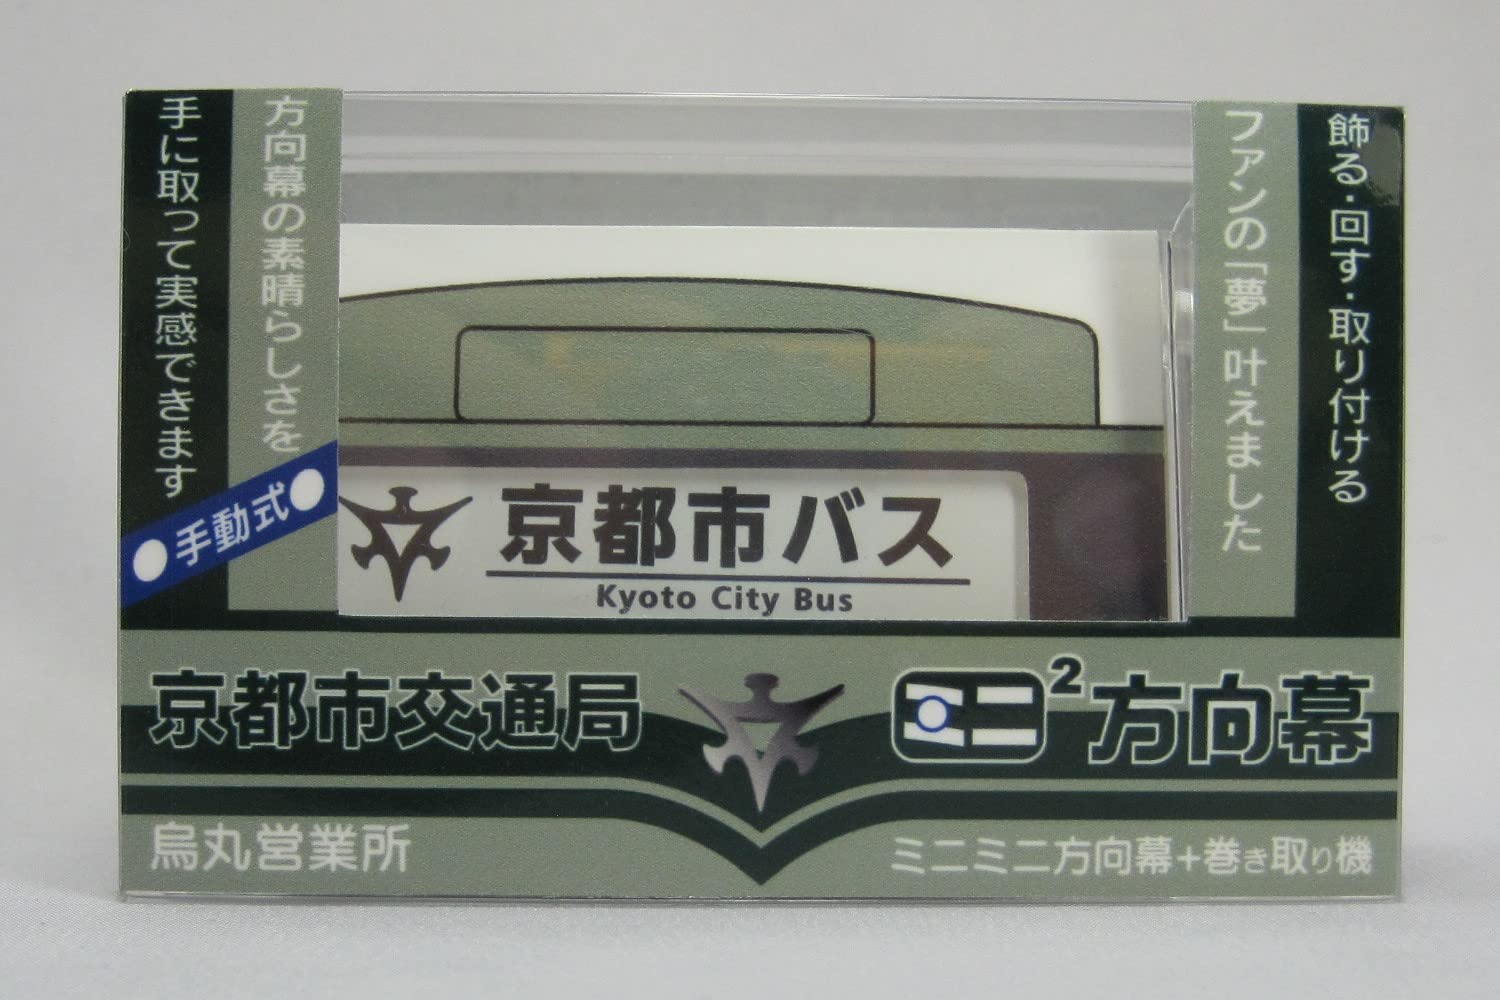 飾る・回す・取り付ける
ファンの「夢」叶えました
方向幕の素晴らしさを
手に取って実感できます
●手動式●
京都市バス
Kyoto City Bus
京都市交通局
ミニ²方向幕
烏丸営業所
ミニミニ方向幕+巻き取り機